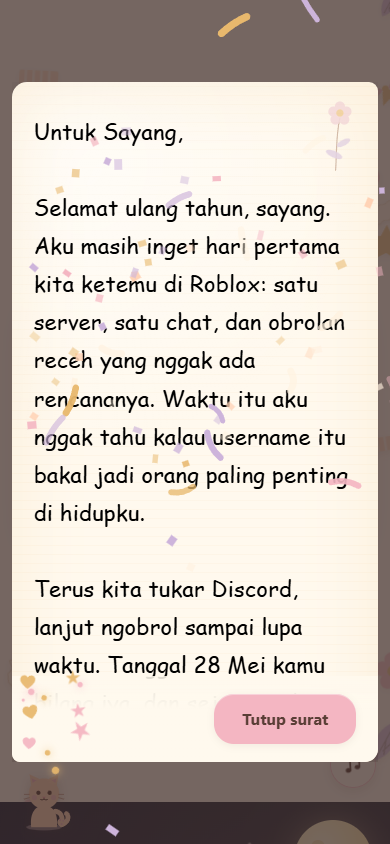 Untuk Sayang,
Selamat ulang tahun, sayang.
Aku masih inget hari pertama
kita ketemu di Roblox: satu
server, satu chat, dan obrolan
receh yang nggak ada
rencananya. Waktu itu aku
nggak tahu kalau username itu
bakal jadi orang paling penting
di hidupku.
Terus kita tukar Discord,
lanjut ngobrol sampai lupa
waktu. Tanggal 28 Mei kamu
Tutup surat